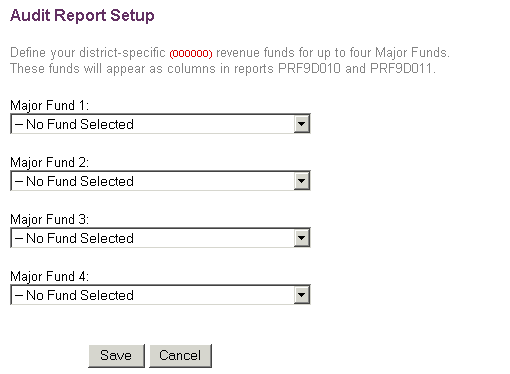 Audit Report Setup
Define your district-specific (000000) revenue funds for up to four Major Funds.
These funds will appear as columns in reports PRF9D010 and PRF9D011.
Major Fund 1:
-- No Fund Selected
Major Fund 2:
-- No Fund Selected
Major Fund 3:
-- No Fund Selected
Major Fund 4:
-- No Fund Selected
Save Cancel